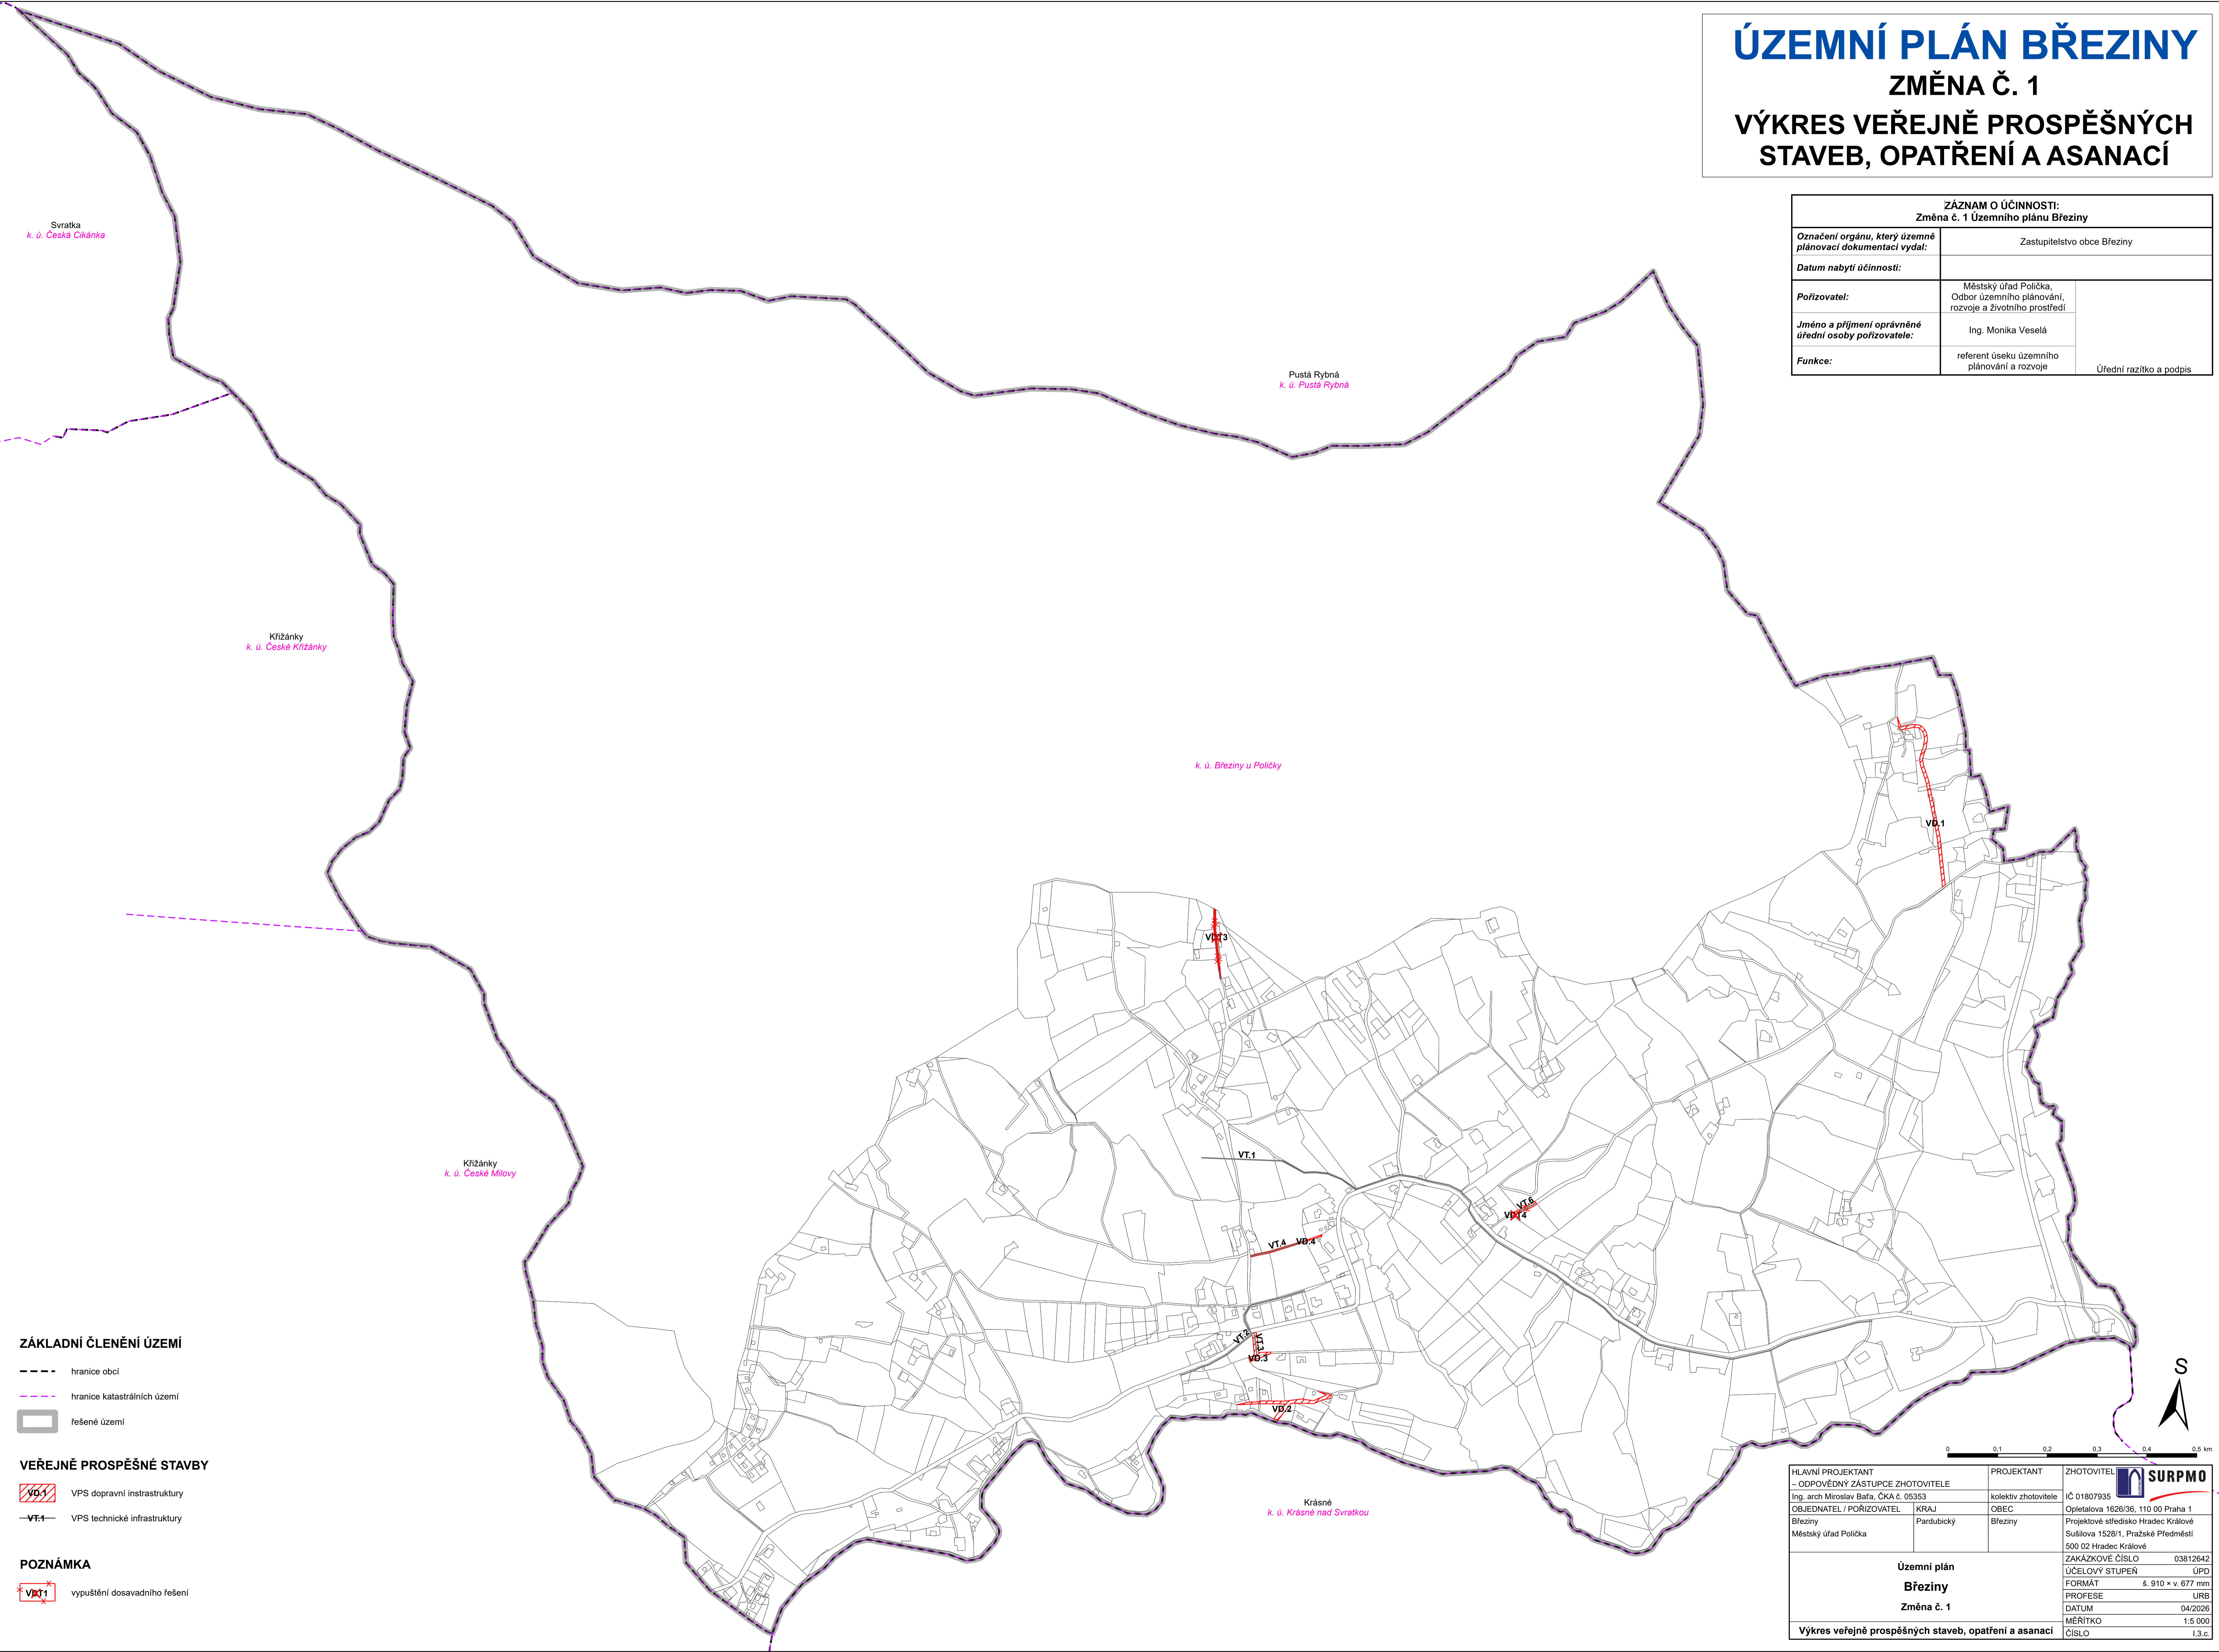 ÚZEMNÍ PLÁN BŘEZINY
ZMĚNA Č. 1
VÝKRES VEŘEJNĚ PROSPĚŠNÝCH
STAVEB, OPATŘENÍ A ASANACÍ
ZÁZNAM O ÚČINNOSTI:
Změna č. 1 Územního plánu Březiny
Označení orgánu, který územně
plánovací dokumentaci vydal:
Zastupitelstvo obce Březiny
Datum nabytí účinnosti:
Pořizovatel:
Městský úřad Polička,
Odbor územního plánování,
rozvoje a životního prostředí
Jméno a příjmení oprávněné
úřední osoby pořizovatele:
Ing. Monika Veselá
Funkce:
referent úseku územního
plánování a rozvoje
Úřední razítko a podpis
Svratka
k. ú. Česká Cikánka
Pustá Rybná
k. ú. Pustá Rybná
Křižánky
k. ú. České Křižánky
k. ú. Březiny u Poličky
VD.1
VDT3
VT.1
Křižánky
k. ú. České Milovy
VT.6
VDT4
VT.4
VD.4
VT.2
VT.3
VD.3
VD.2
Krásné
k. ú. Krásné nad Svratkou
ZÁKLADNÍ ČLENĚNÍ ÚZEMÍ
hranice obcí
hranice katastrálních území
řešené území
VEŘEJNĚ PROSPĚŠNÉ STAVBY
VD.1 VPS dopravní instrastruktury
VT.1 VPS technické infrastruktury
POZNÁMKA
VDT1 vypuštění dosavadního řešení
S
0 0,1 0,2 0,3 0,4 0,5 km
HLAVNÍ PROJEKTANT
– ODPOVĚDNÝ ZÁSTUPCE ZHOTOVITELE
PROJEKTANT
ZHOTOVITEL
SURPMO
Ing. arch Miroslav Baťa, ČKA č. 05353
kolektiv zhotovitele
IČ 01807935
OBJEDNATEL / POŘIZOVATEL
KRAJ
OBEC
Opletalova 1626/36, 110 00 Praha 1
Březiny
Pardubický
Březiny
Projektové středisko Hradec Králové
Městský úřad Polička
Sušilova 1528/1, Pražské Předměstí
500 02 Hradec Králové
Územní plán
Březiny
Změna č. 1
ZAKÁZKOVÉ ČÍSLO 03812642
ÚČELOVÝ STUPEŇ ÚPD
FORMÁT š. 910 × v. 677 mm
PROFESE URB
DATUM 04/2026
MĚŘÍTKO 1:5 000
Výkres veřejně prospěšných staveb, opatření a asanací
ČÍSLO I.3.c.